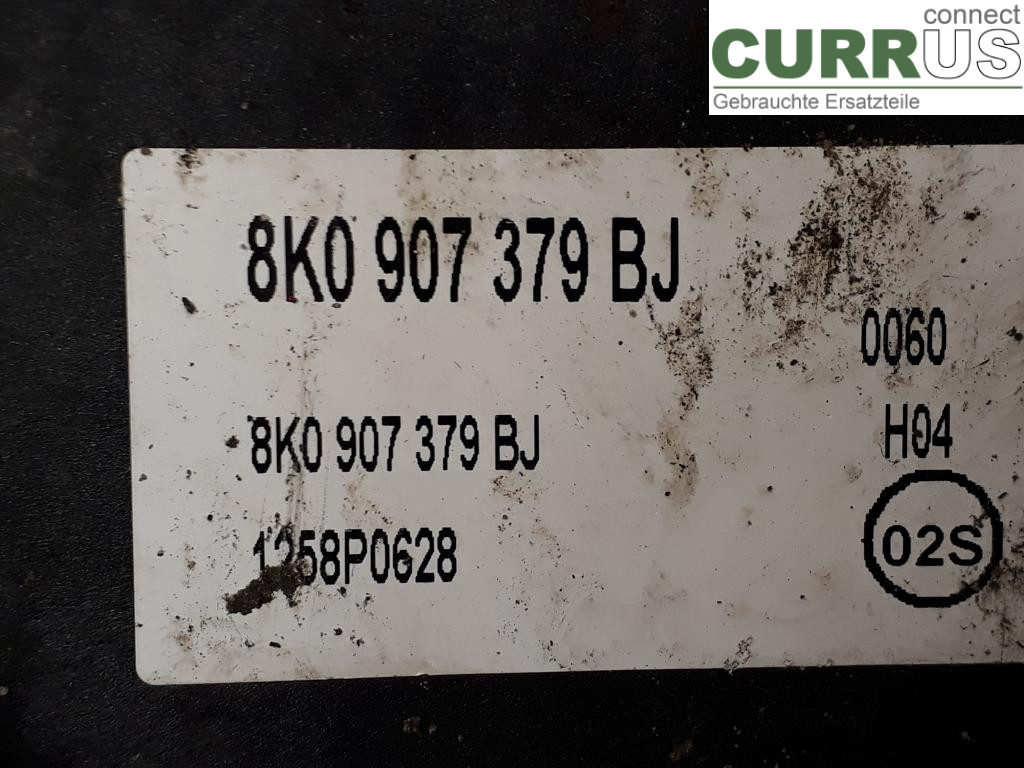 connect
CURRUS
Gebrauchte Ersatzteile
8K0 907 379 BJ
0060
8K0 907 379 BJ
H04
1258P0628
02S